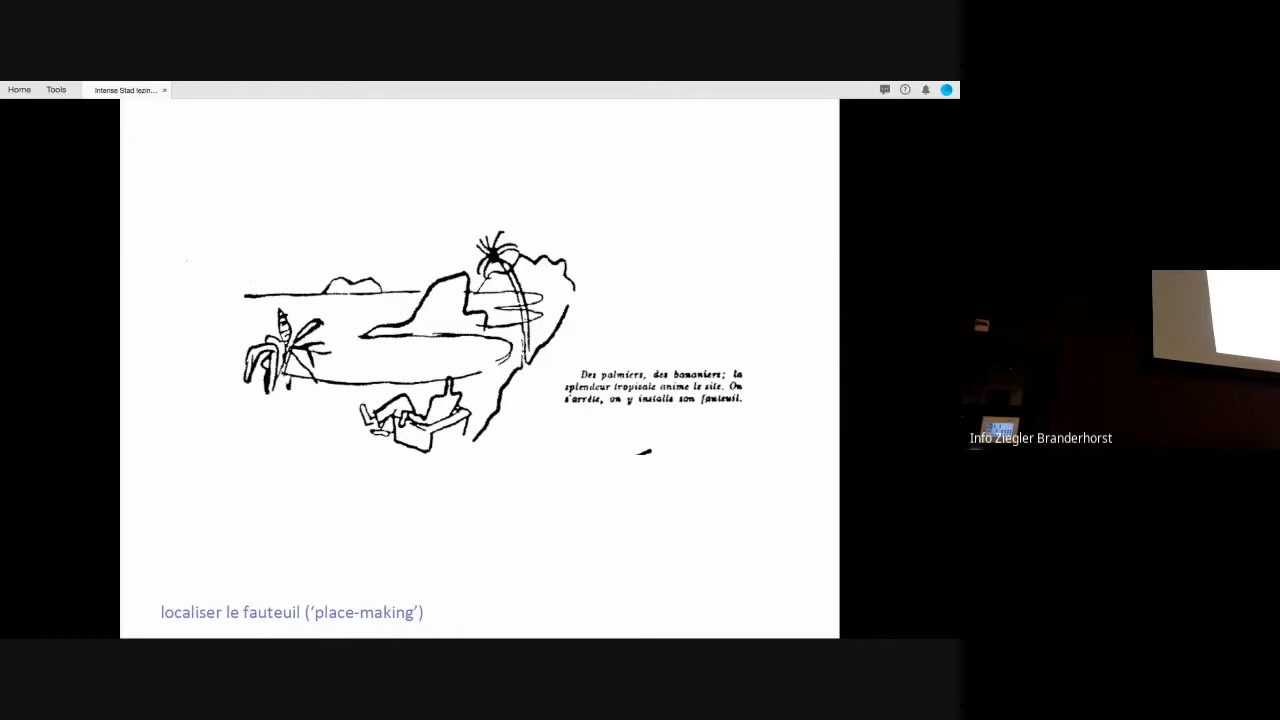 Home Tools Intense Stad lezin... ×
Des palmiers, des bananiers; la
splendeur tropicale anime le site. On
s'arrête, on y installe son fauteuil.
Info Ziegler Branderhorst
localiser le fauteuil (‘place-making’)